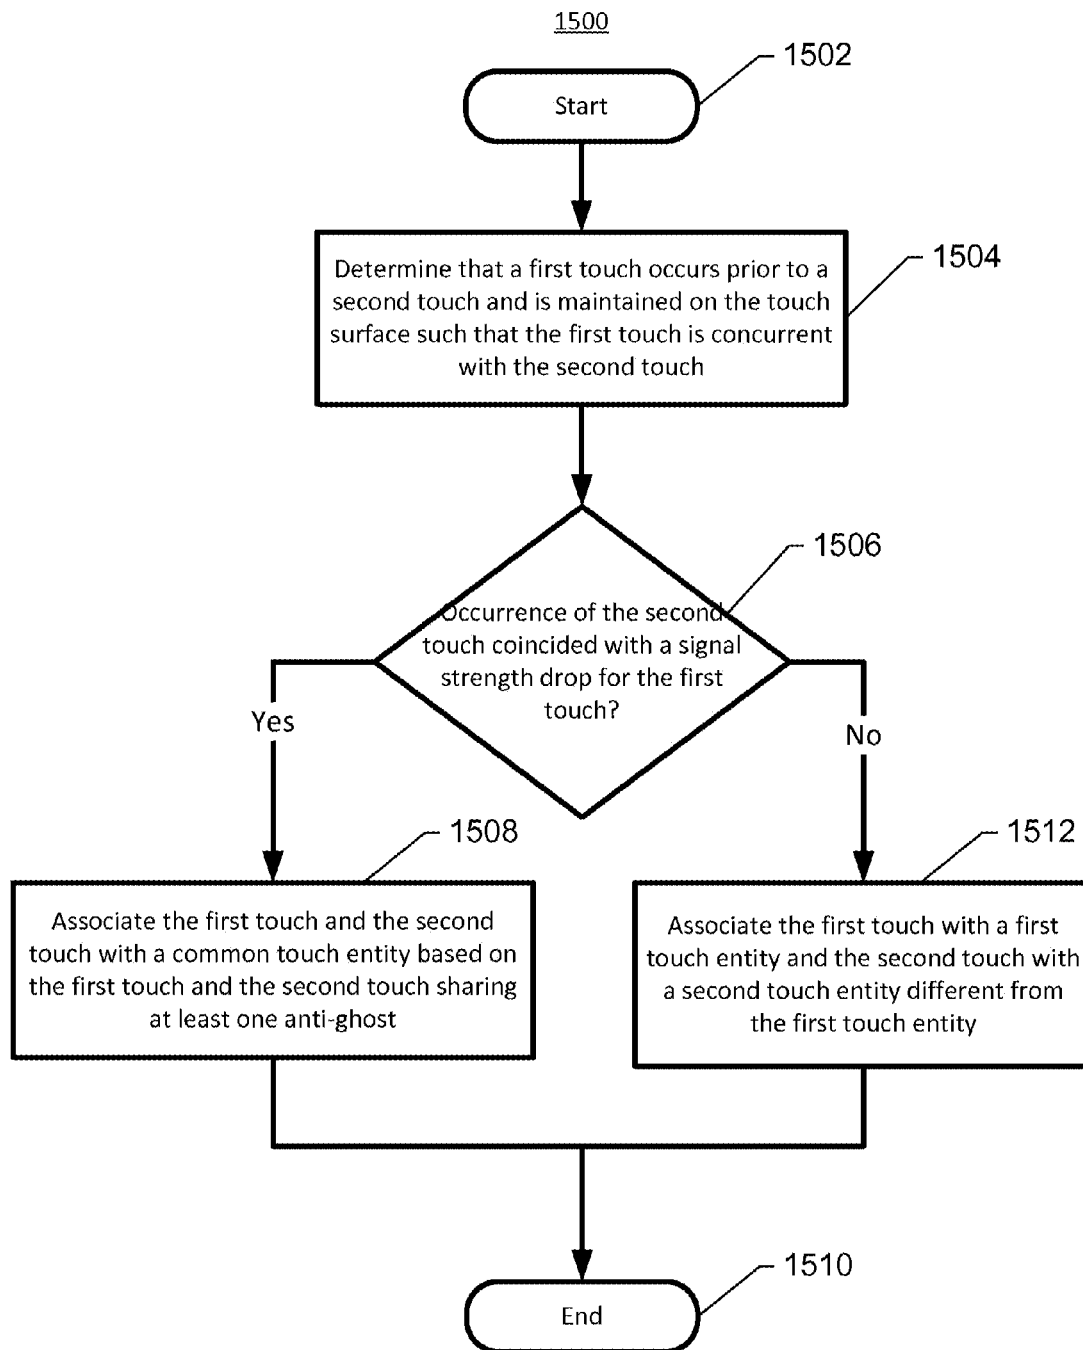 1500
1502
Start
1504
Determine that a first touch occurs prior to a
second touch and is maintained on the touch
surface such that the first touch is concurrent
with the second touch
1506
Occurrence of the second
touch coincided with a signal
strength drop for the first
touch?
Yes
No
1508
Associate the first touch and the second
touch with a common touch entity based on
the first touch and the second touch sharing
at least one anti-ghost
1512
Associate the first touch with a first
touch entity and the second touch with
a second touch entity different from
the first touch entity
1510
End